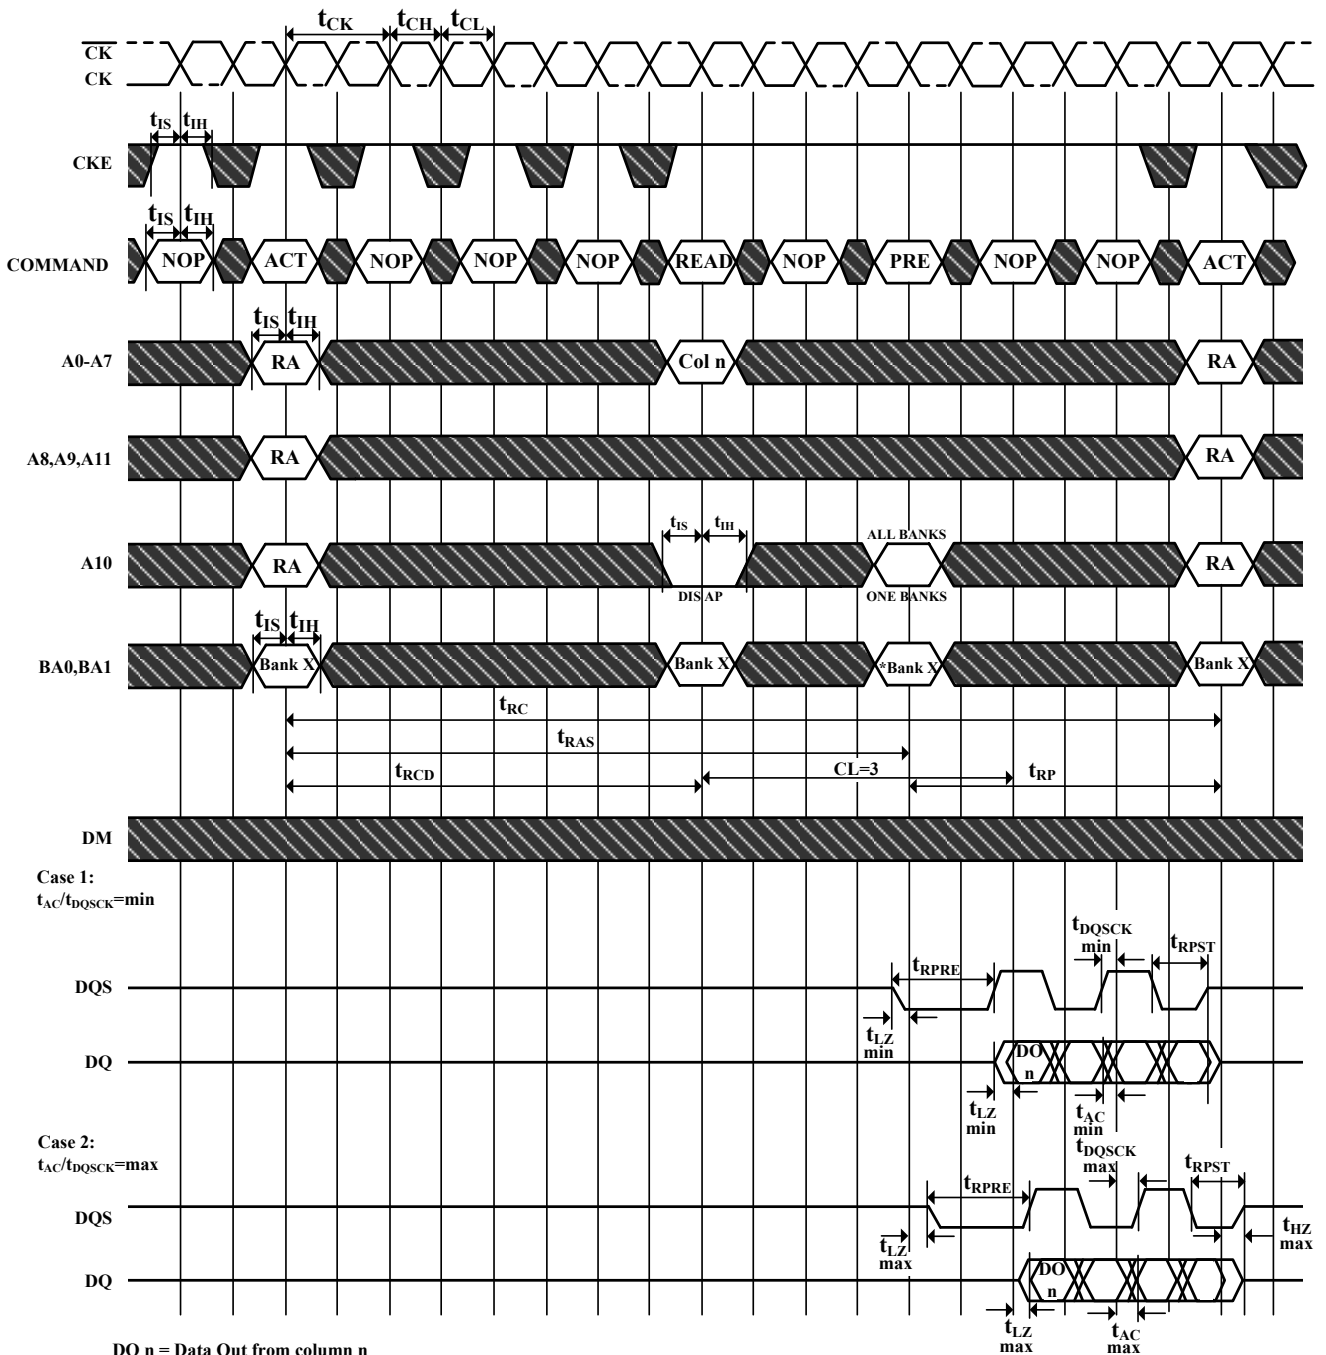 tCK tCH tCL
CK
CK
tIS tIH
CKE
tIS tIH
COMMAND NOP ACT NOP NOP NOP READ NOP PRE NOP NOP ACT
tIS tIH
A0-A7 RA Col n RA
A8,A9,A11 RA RA
tIS tIH ALL BANKS
A10 RA RA
DIS AP ONE BANKS
tIS tIH
BA0,BA1 Bank X Bank X *Bank X Bank X
tRC
tRAS
tRCD CL=3 tRP
DM
Case 1:
tAC/tDQSCK=min
tDQSCK min tRPST
tRPRE
DQS
tLZ min
DQ DO n
tLZ min tAC min
Case 2:
tAC/tDQSCK=max
tDQSCK max tRPST
tRPRE
DQS
tLZ max tHZ max
DQ DO n
tLZ max tAC max
DO n = Data Out from column n